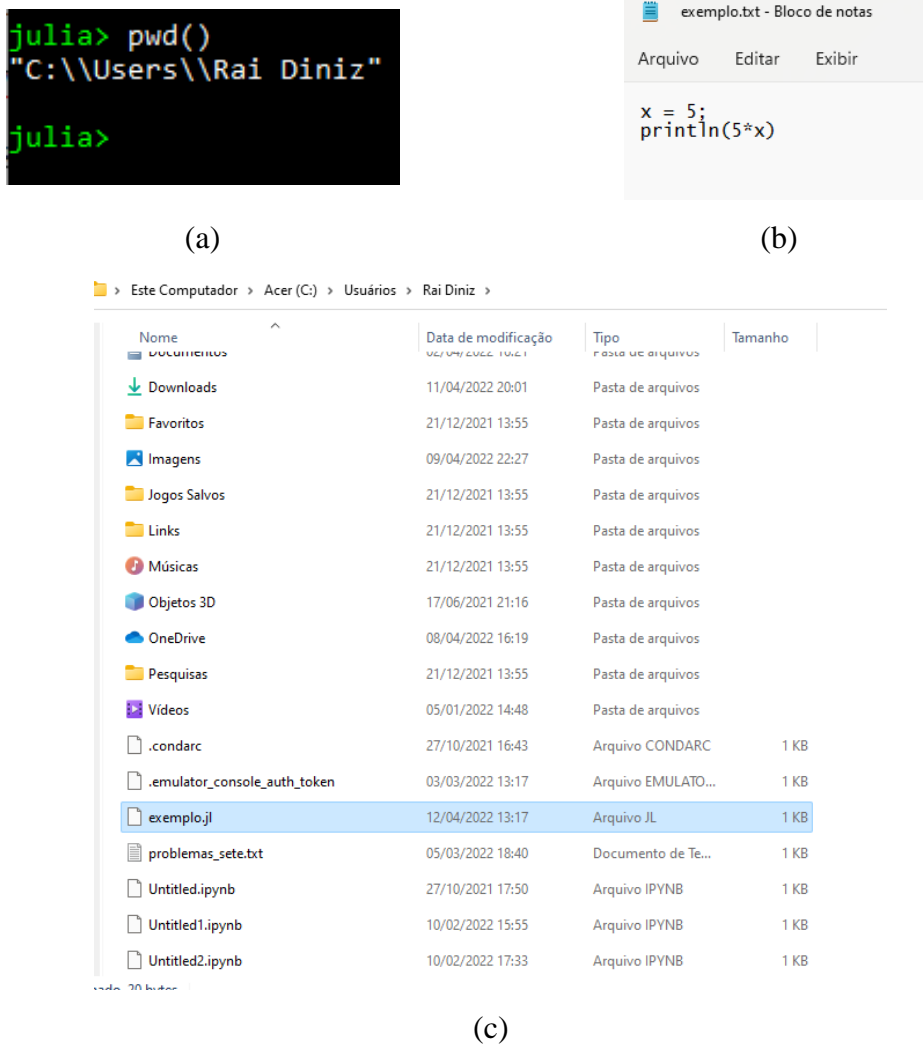 julia> pwd()
"C:\\Users\\Rai Diniz"
julia>
(a)
exemplo.txt - Bloco de notas
Arquivo Editar Exibir
x = 5;
println(5*x)
(b)
Este Computador > Acer (C:) > Usuários > Rai Diniz >
Nome Data de modificação Tipo Tamanho
Documentos 02/04/2022 16:21 Pasta de arquivos
Downloads 11/04/2022 20:01 Pasta de arquivos
Favoritos 21/12/2021 13:55 Pasta de arquivos
Imagens 09/04/2022 22:27 Pasta de arquivos
Jogos Salvos 21/12/2021 13:55 Pasta de arquivos
Links 21/12/2021 13:55 Pasta de arquivos
Músicas 21/12/2021 13:55 Pasta de arquivos
Objetos 3D 17/06/2021 21:16 Pasta de arquivos
OneDrive 08/04/2022 16:19 Pasta de arquivos
Pesquisas 21/12/2021 13:55 Pasta de arquivos
Vídeos 05/01/2022 14:48 Pasta de arquivos
.condarc 27/10/2021 16:43 Arquivo CONDARC 1 KB
.emulator_console_auth_token 03/03/2022 13:17 Arquivo EMULATO... 1 KB
exemplo.jl 12/04/2022 13:17 Arquivo JL 1 KB
problemas_sete.txt 05/03/2022 18:40 Documento de Te... 1 KB
Untitled.ipynb 27/10/2021 17:50 Arquivo IPYNB 1 KB
Untitled1.ipynb 10/02/2022 15:55 Arquivo IPYNB 1 KB
Untitled2.ipynb 10/02/2022 17:33 Arquivo IPYNB 1 KB
20 bytes
(c)